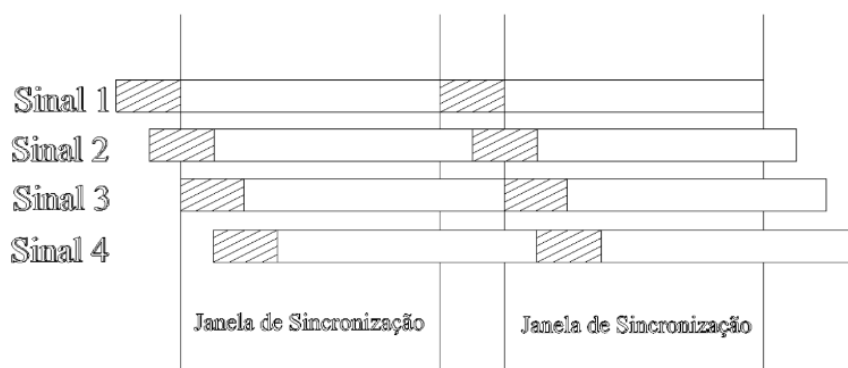 Sinal 1
Sinal 2
Sinal 3
Sinal 4
Janela de Sincronização
Janela de Sincronização